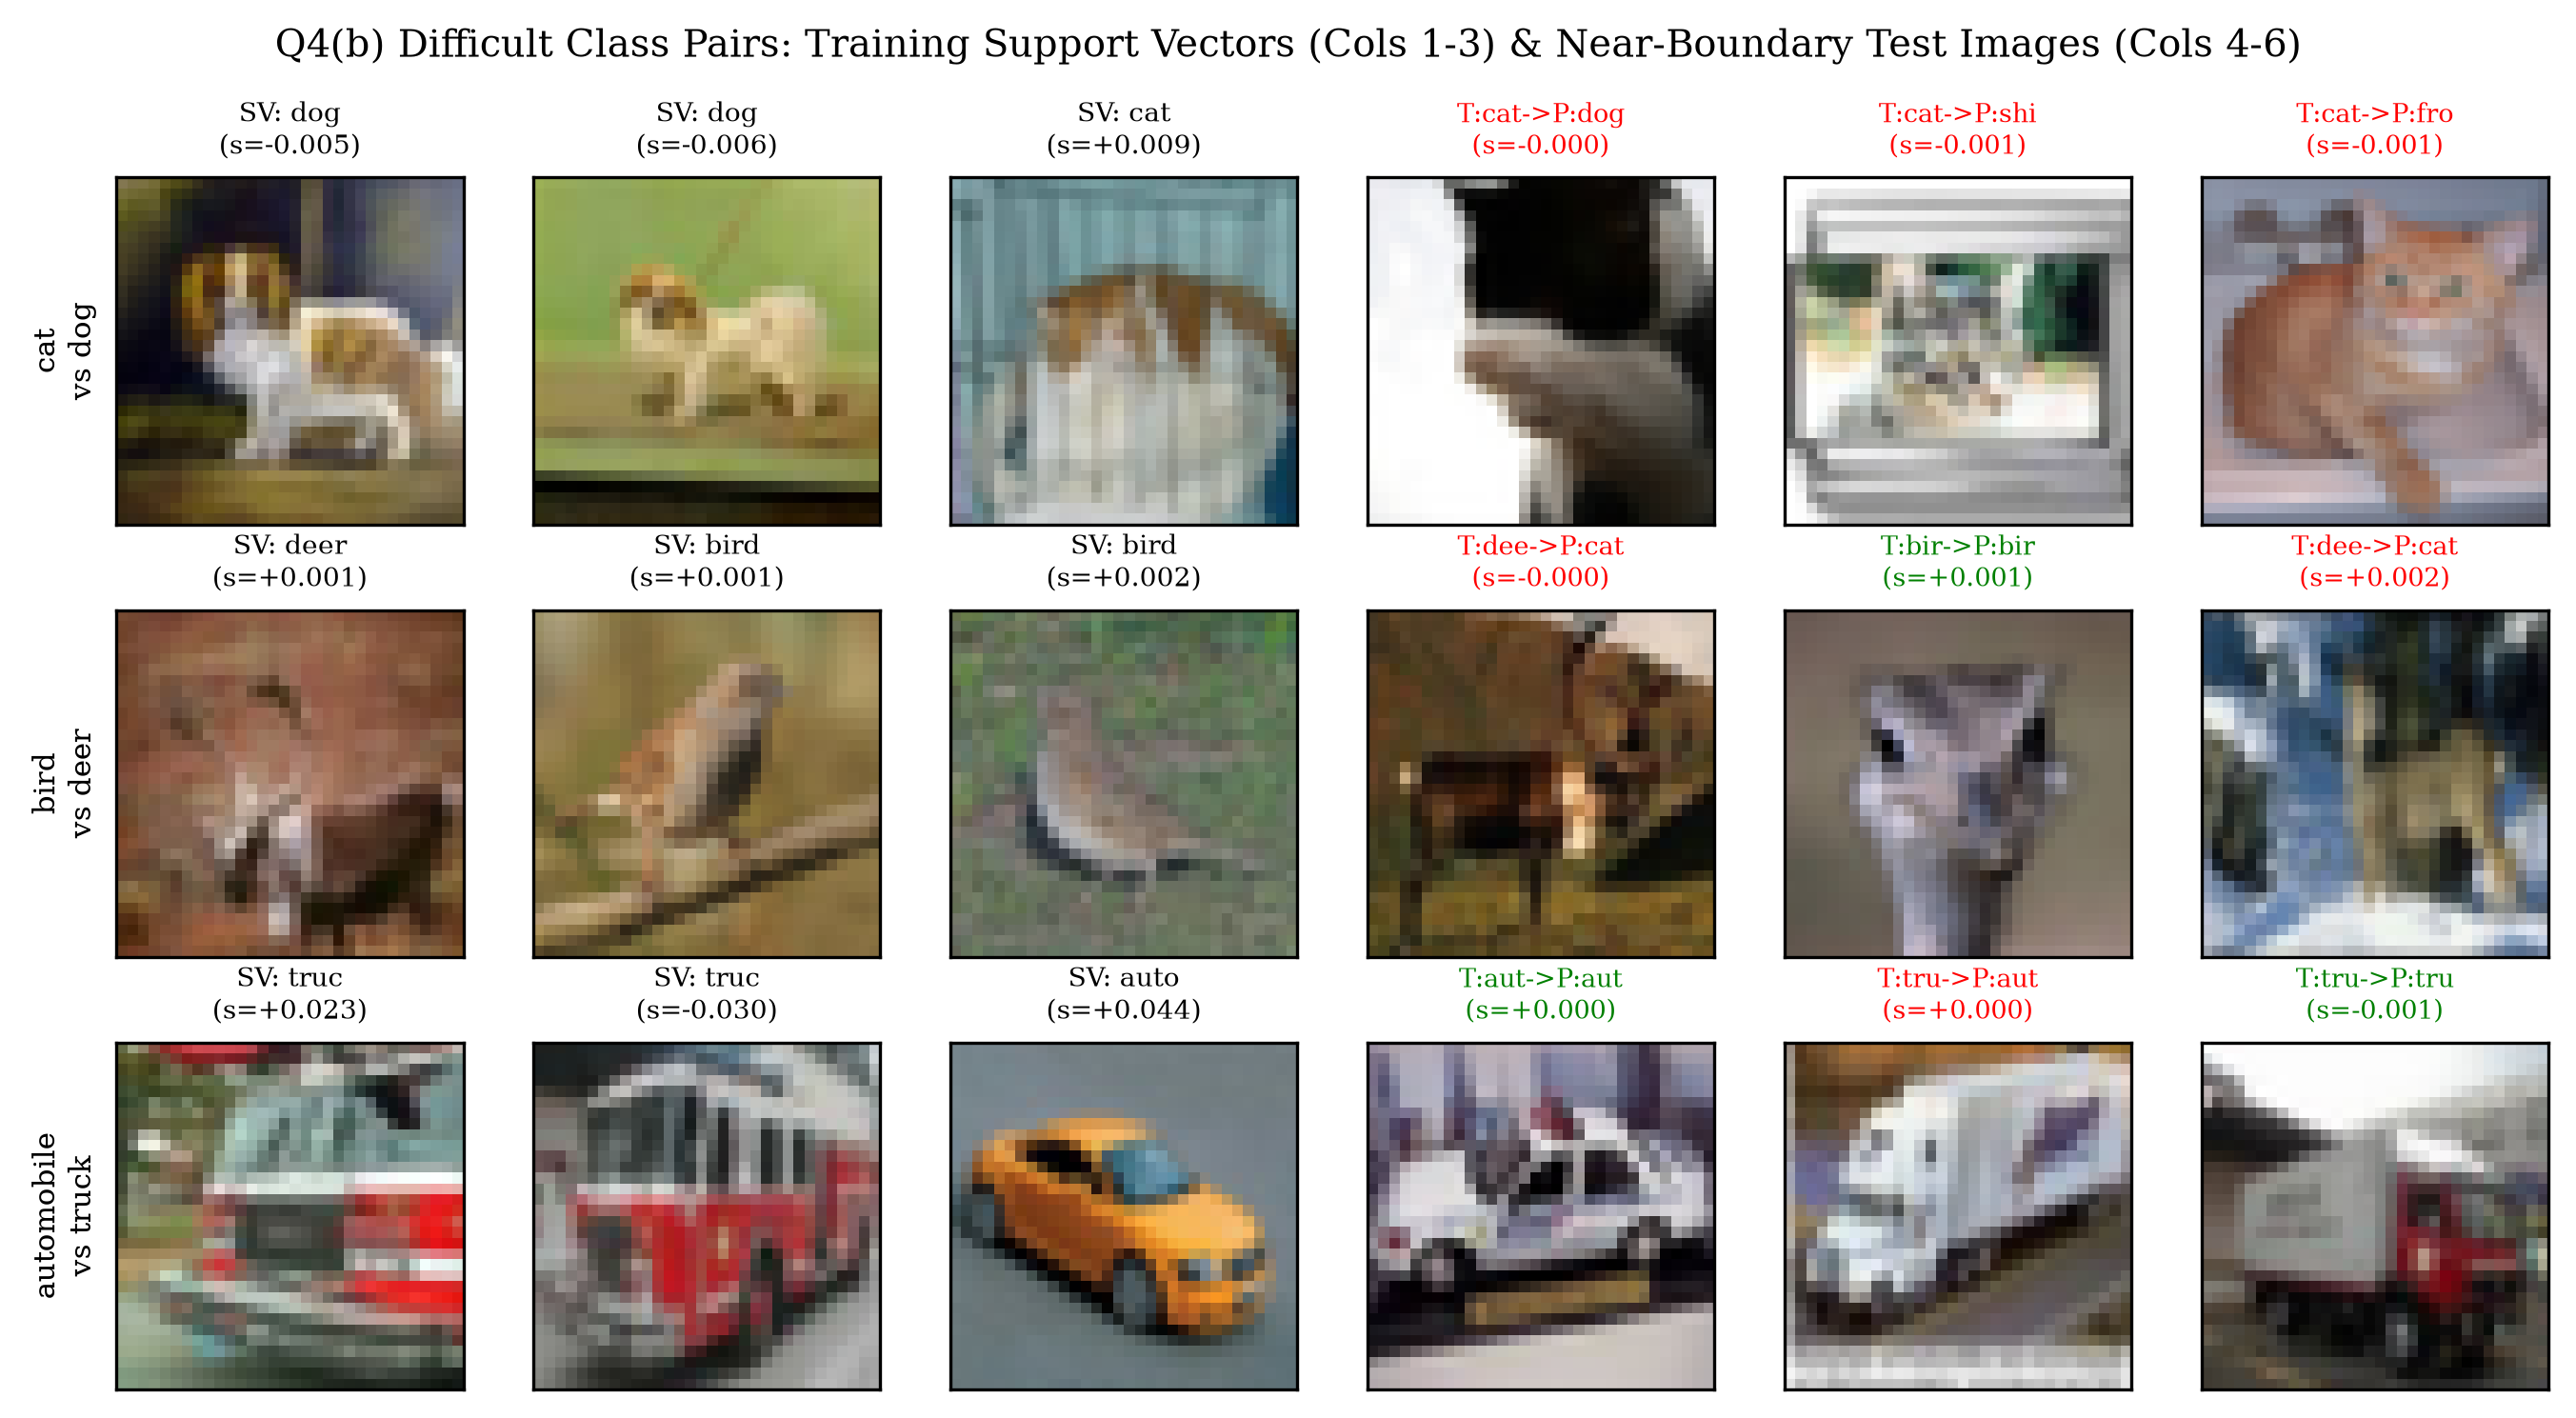 Q4(b) Difficult Class Pairs: Training Support Vectors (Cols 1-3) & Near-Boundary Test Images (Cols 4-6)
SV: dog
(s=-0.005)
SV: dog
(s=-0.006)
SV: cat
(s=+0.009)
T:cat->P:dog
(s=-0.000)
T:cat->P:shi
(s=-0.001)
T:cat->P:fro
(s=-0.001)
cat
vs dog
SV: deer
(s=+0.001)
SV: bird
(s=+0.001)
SV: bird
(s=+0.002)
T:dee->P:cat
(s=-0.000)
T:bir->P:bir
(s=+0.001)
T:dee->P:cat
(s=+0.002)
bird
vs deer
SV: truc
(s=+0.023)
SV: truc
(s=-0.030)
SV: auto
(s=+0.044)
T:aut->P:aut
(s=+0.000)
T:tru->P:aut
(s=+0.000)
T:tru->P:tru
(s=-0.001)
automobile
vs truck